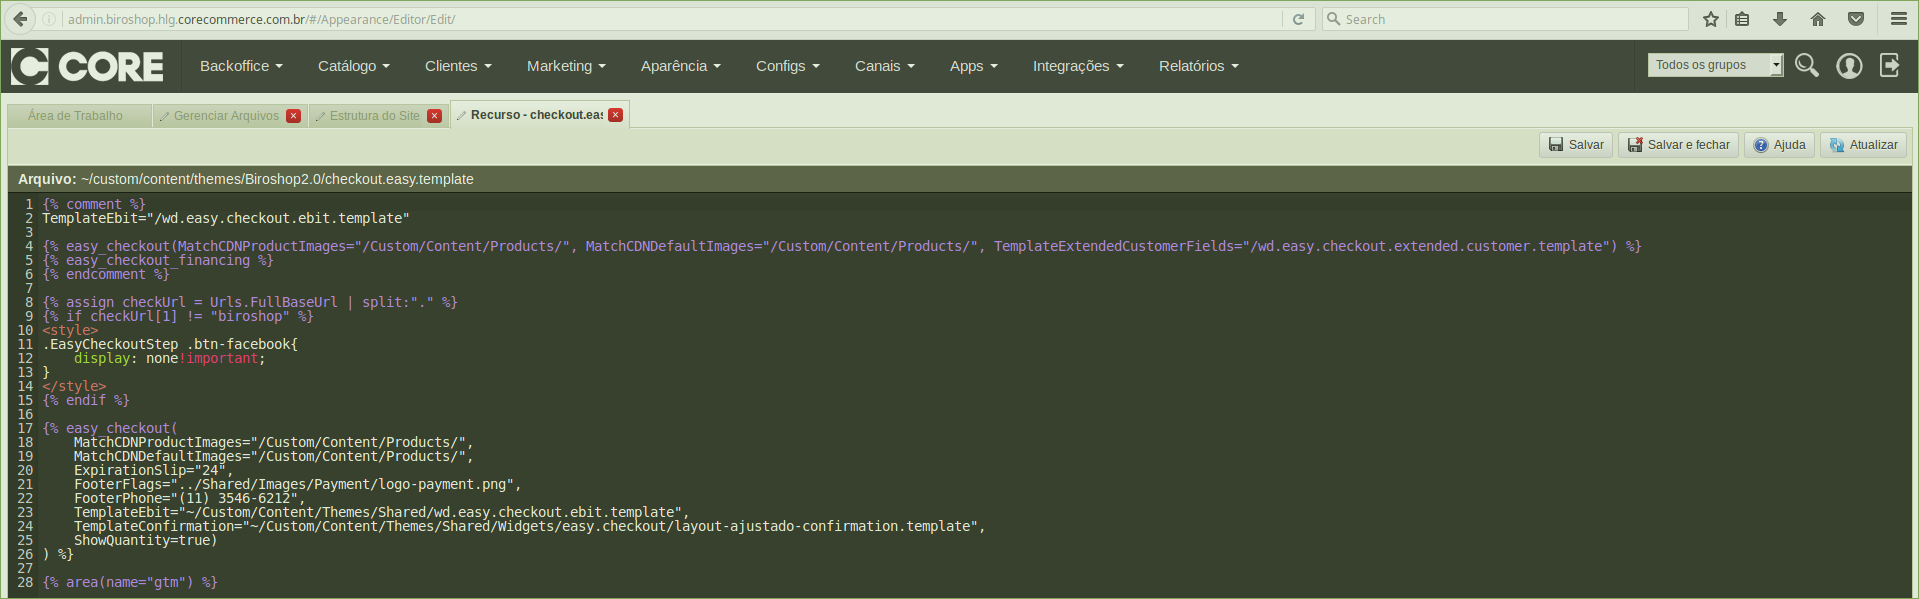 admin.biroshop.hlg.corecommerce.com.br/#/Appearance/Editor/Edit/
Search
CORE
Backoffice
Catálogo
Clientes
Marketing
Aparência
Configs
Canais
Apps
Integrações
Relatórios
Todos os grupos
Área de Trabalho
Gerenciar Arquivos
Estrutura do Site
Recurso - checkout.eas
Salvar
Salvar e fechar
Ajuda
Atualizar
Arquivo: ~/custom/content/themes/Biroshop2.0/checkout.easy.template
1 {% comment %}
2 TemplateEbit="/wd.easy.checkout.ebit.template"
3
4 {% easy_checkout(MatchCDNProductImages="/Custom/Content/Products/", MatchCDNDefaultImages="/Custom/Content/Products/", TemplateExtendedCustomerFields="/wd.easy.checkout.extended.customer.template") %}
5 {% easy_checkout_financing %}
6 {% endcomment %}
7
8 {% assign checkUrl = Urls.FullBaseUrl | split:"." %}
9 {% if checkUrl[1] != "biroshop" %}
10 <style>
11 .EasyCheckoutStep .btn-facebook{
12     display: none!important;
13 }
14 </style>
15 {% endif %}
16
17 {% easy_checkout(
18     MatchCDNProductImages="/Custom/Content/Products/",
19     MatchCDNDefaultImages="/Custom/Content/Products/",
20     ExpirationSlip="24",
21     FooterFlags="../Shared/Images/Payment/logo-payment.png",
22     FooterPhone="(11) 3546-6212",
23     TemplateEbit="~/Custom/Content/Themes/Shared/wd.easy.checkout.ebit.template",
24     TemplateConfirmation="~/Custom/Content/Themes/Shared/Widgets/easy.checkout/layout-ajustado-confirmation.template",
25     ShowQuantity=true)
26 ) %}
27
28 {% area(name="gtm") %}